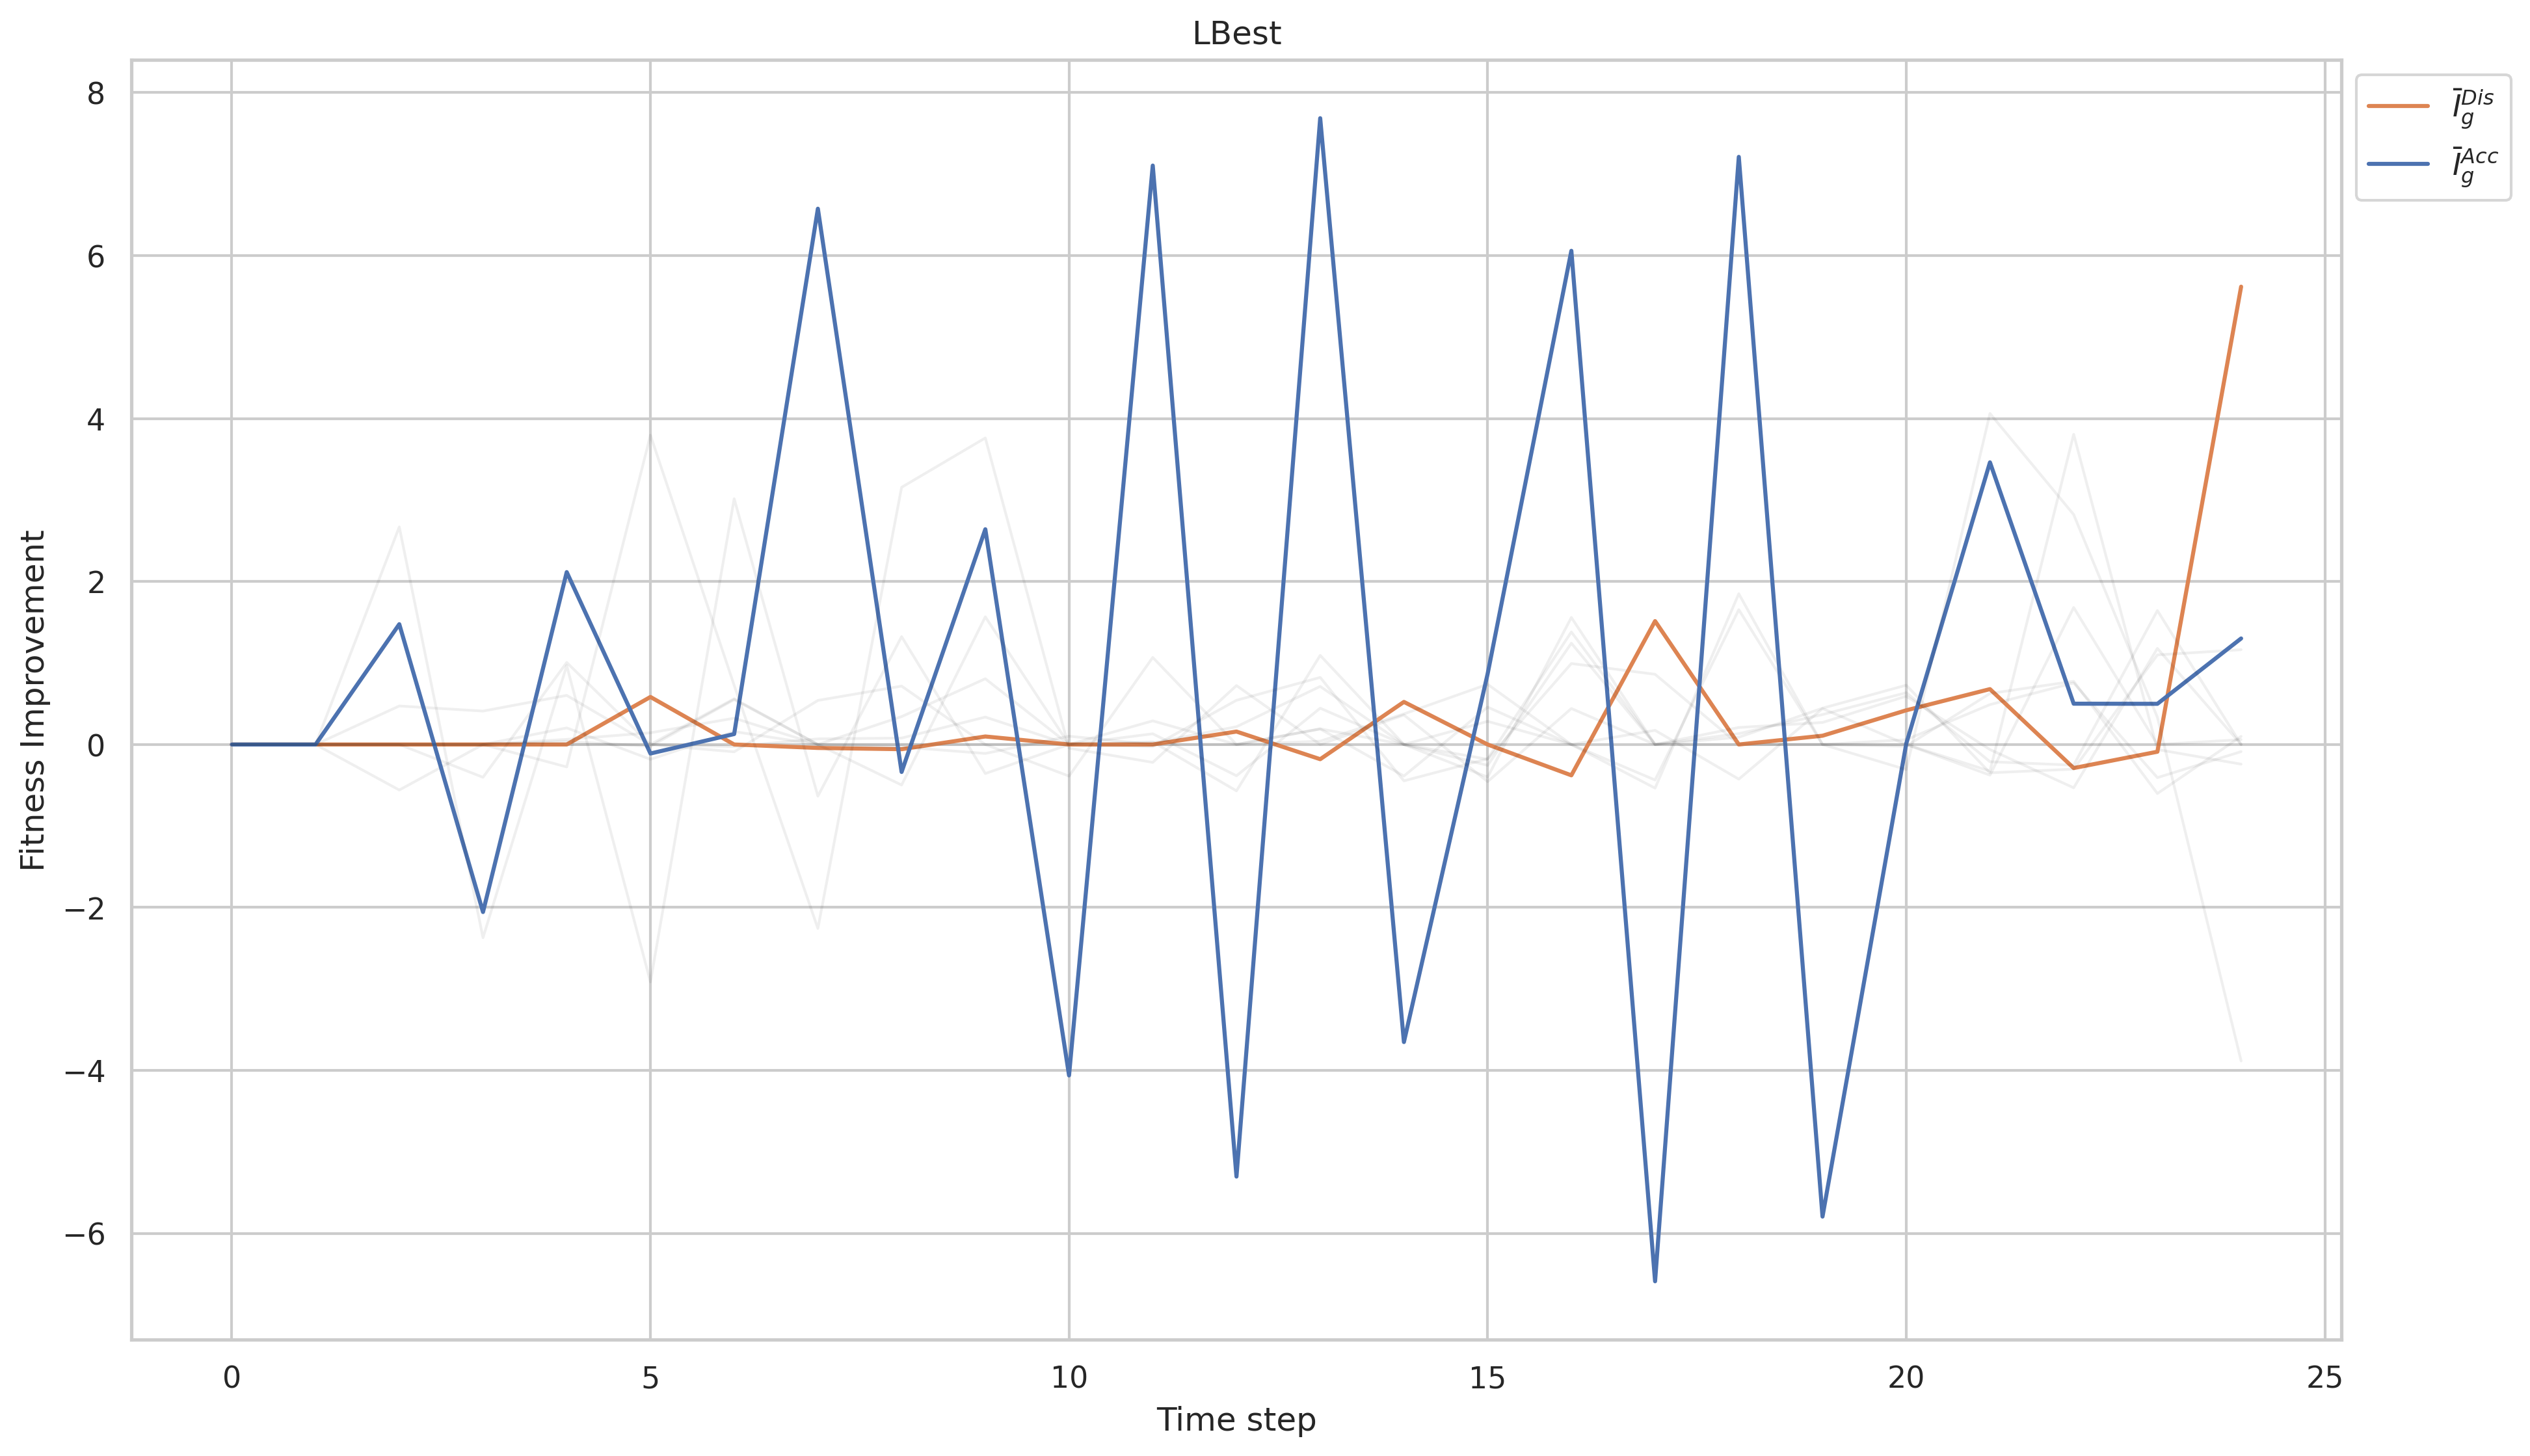 LBest
8
6
4
2
0
−2
−4
−6
Fitness Improvement
0 5 10 15 20 25
Time step
Ī_g^{Dis}
Ī_g^{Acc}